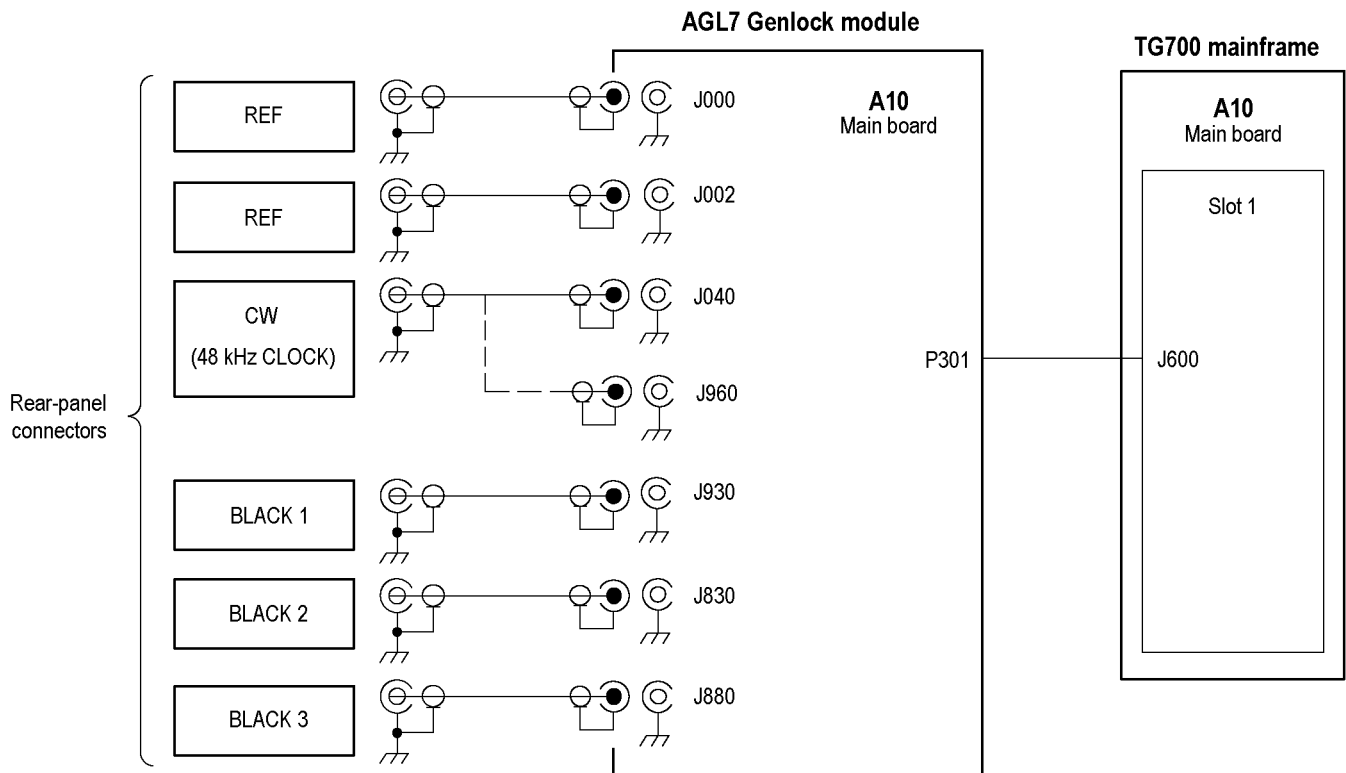 AGL7 Genlock module
TG700 mainframe
REF
J000
A10
Main board
A10
Main board
REF
J002
Slot 1
CW
(48 kHz CLOCK)
J040
P301
J600
J960
Rear-panel
connectors
BLACK 1
J930
BLACK 2
J830
BLACK 3
J880